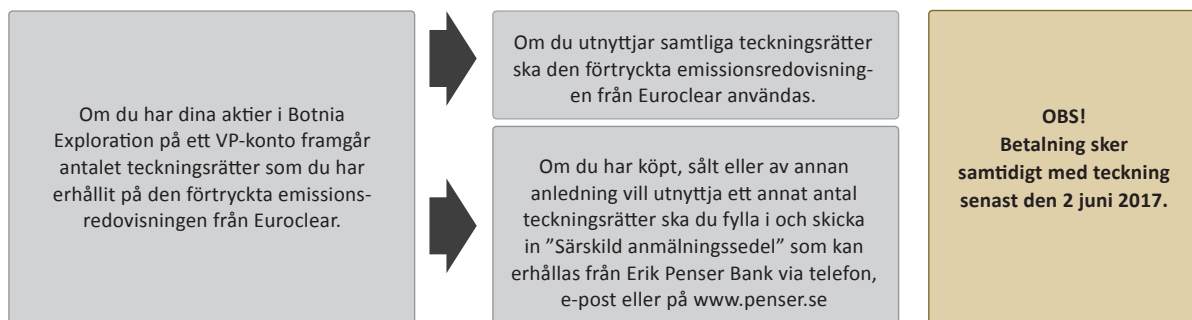 Om du har dina aktier i Botnia
Exploration på ett VP-konto framgår
antalet teckningsrätter som du har
erhållit på den förtryckta emissions-
redovisningen från Euroclear.
Om du utnyttjar samtliga teckningsrätter
ska den förtryckta emissionsredovisning-
en från Euroclear användas.
Om du har köpt, sålt eller av annan
anledning vill utnyttja ett annat antal
teckningsrätter ska du fylla i och skicka
in ”Särskild anmälningssedel” som kan
erhållas från Erik Penser Bank via telefon,
e-post eller på www.penser.se
OBS!
Betalning sker
samtidigt med teckning
senast den 2 juni 2017.